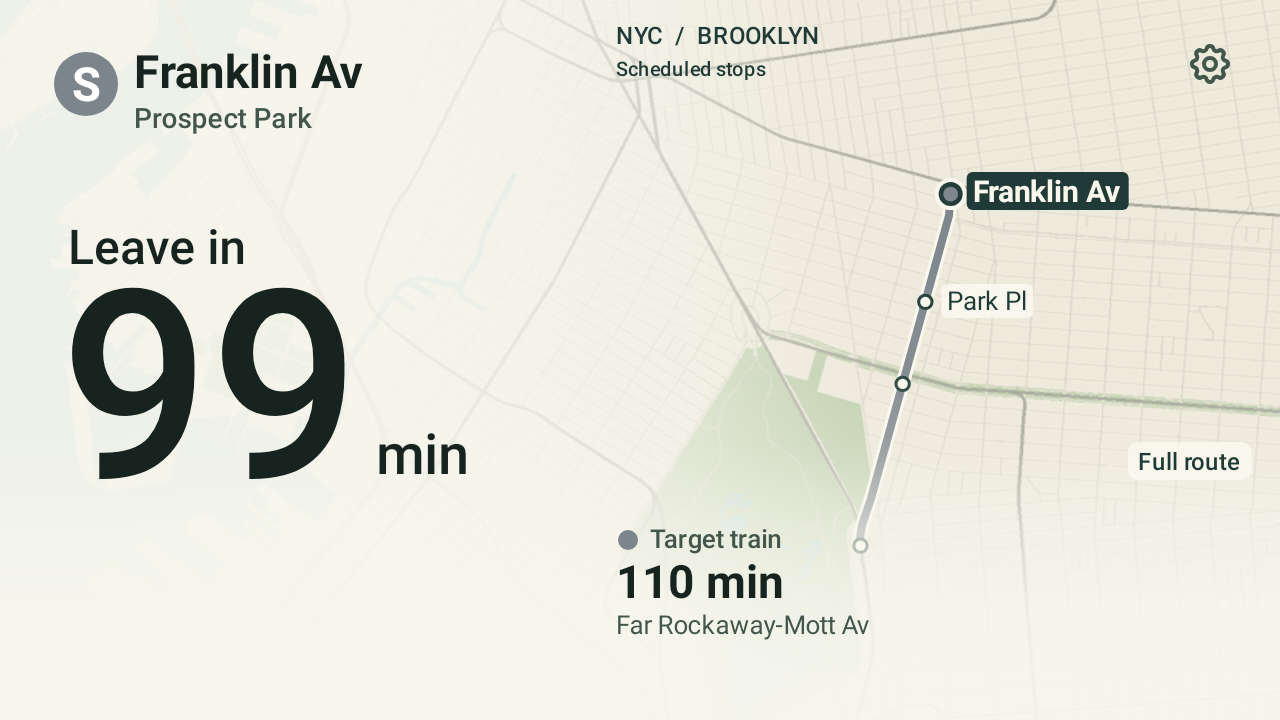 S
Franklin Av
Prospect Park
NYC / BROOKLYN
Scheduled stops
Leave in
99 min
Franklin Av
Park Pl
Full route
Target train
110 min
Far Rockaway-Mott Av